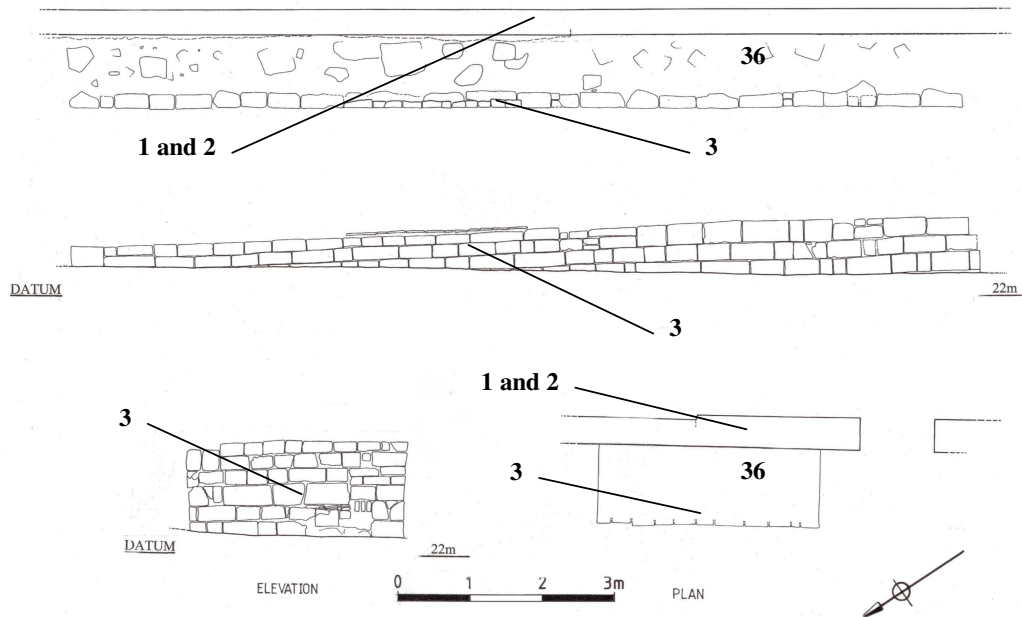 36
1 and 2
3
DATUM
22m
3
1 and 2
3
3
36
DATUM
22m
ELEVATION
0 1 2 3m
PLAN